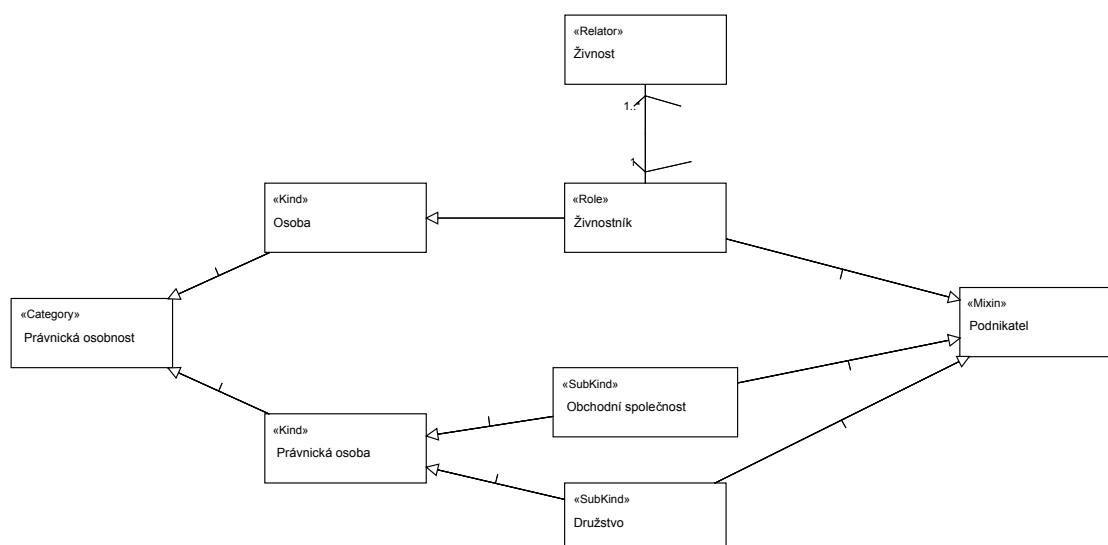 «Relator»
Živnost
1..*
1
«Kind»
Osoba
«Role»
Živnostník
«Category»
Právnická osobnost
«Mixin»
Podnikatel
«SubKind»
Obchodní společnost
«Kind»
Právnická osoba
«SubKind»
Družstvo